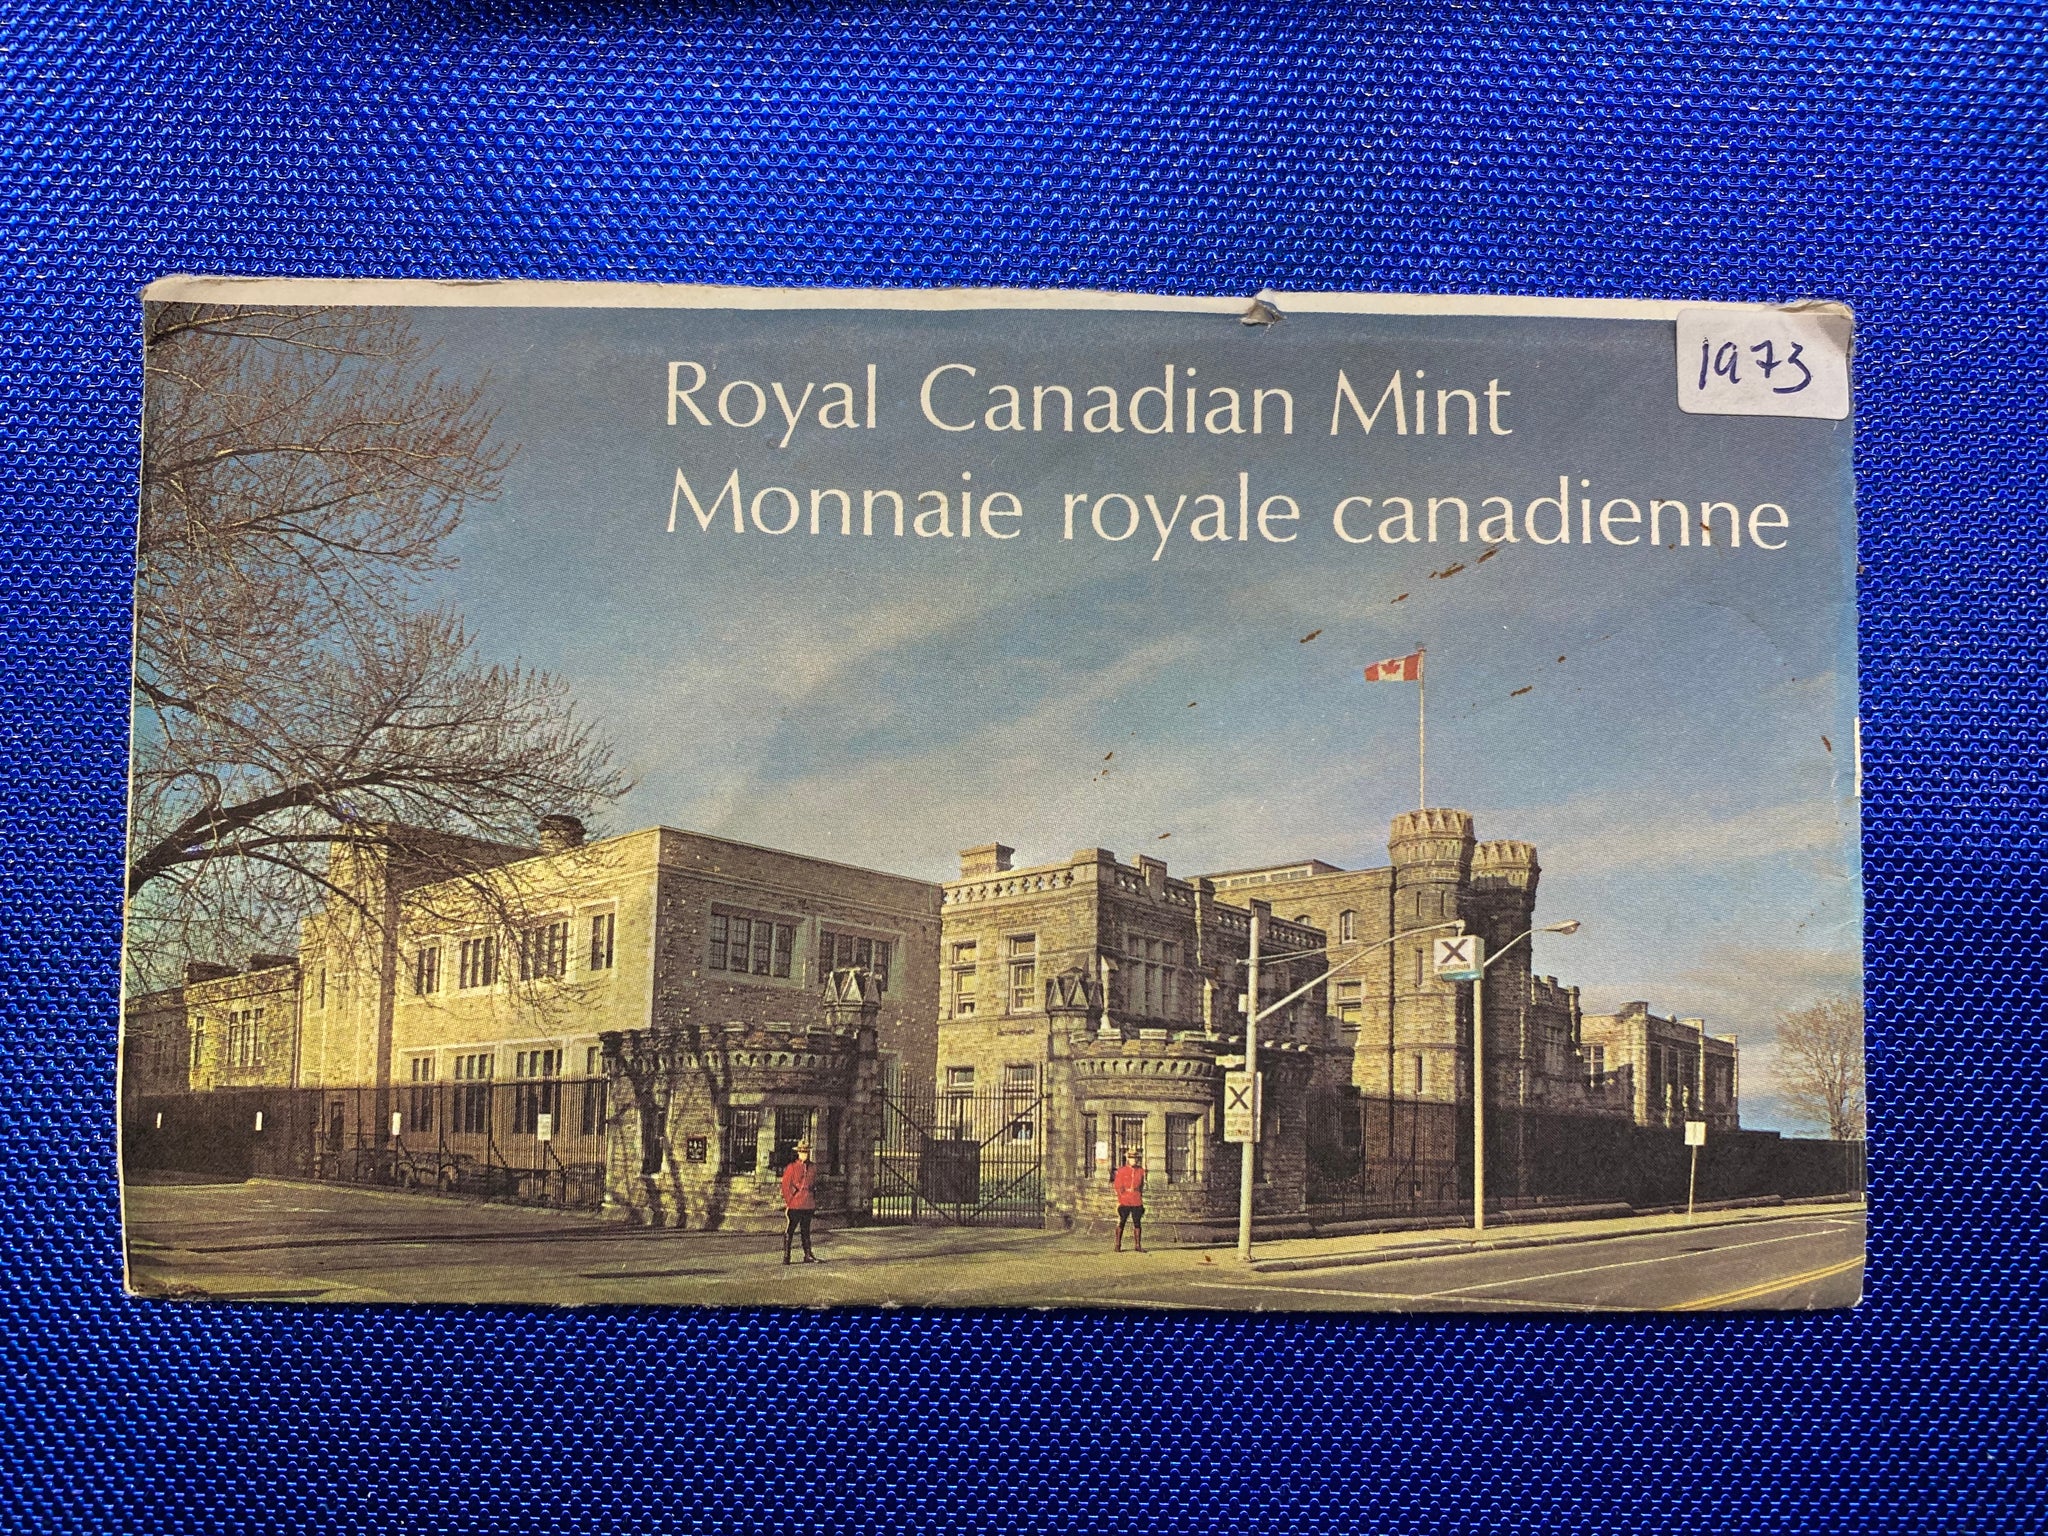 Royal Canadian Mint
Monnaie royale canadienne
1973
X
X